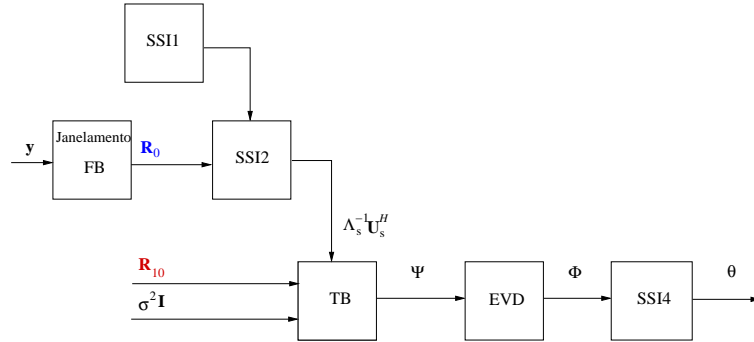 SSI1
Janelamento
FB
y
R₀
SSI2
Λₛ⁻¹Uₛᴴ
R₁₀
σ²I
TB
Ψ
EVD
Φ
SSI4
θ